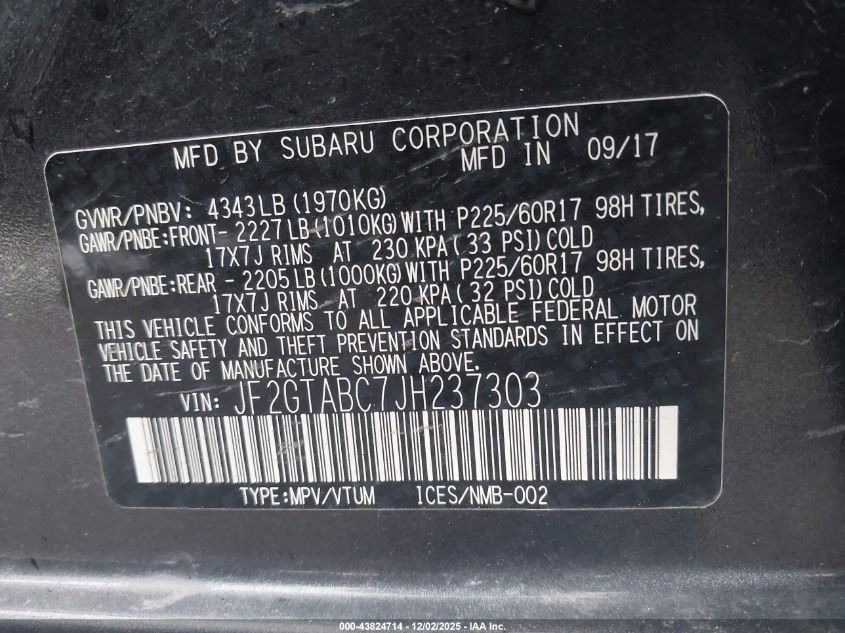 MFD BY SUBARU CORPORATION
MFD IN 09/17
GVWR/PNBV: 4343LB (1970KG)
GAWR/PNBE:FRONT- 2227LB(1010KG)WITH P225/60R17 98H TIRES,
17X7J RIMS AT 230 KPA(33 PSI)COLD
GAWR/PNBE:REAR - 2205LB(1000KG)WITH P225/60R17 98H TIRES,
17X7J RIMS AT 220 KPA(32 PSI)COLD
THIS VEHICLE CONFORMS TO ALL APPLICABLE FEDERAL MOTOR
VEHICLE SAFETY AND THEFT PREVENTION STANDARDS IN EFFECT ON
THE DATE OF MANUFACTURE SHOWN ABOVE.
VIN: JF2GTABC7JH237303
TYPE:MPV/VTUM ICES/NMB-002
000-43824714 - 12/02/2025 - IAA Inc.